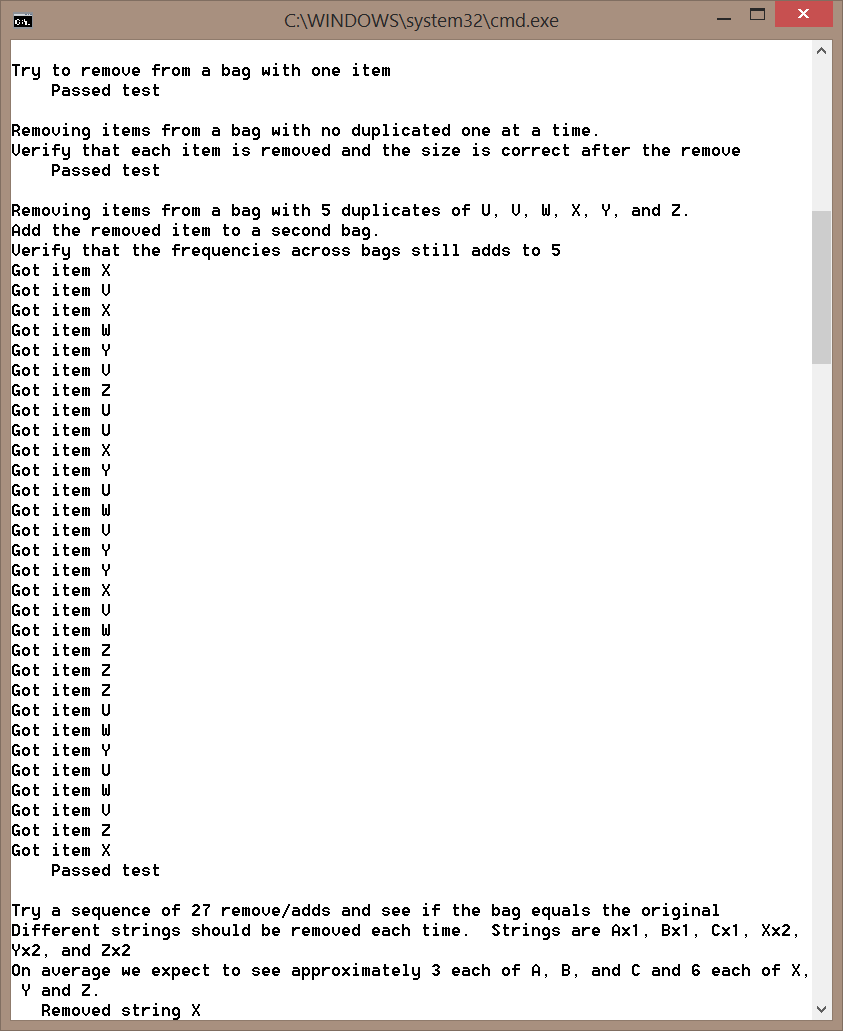 C:\WINDOWS\system32\cmd.exe
Try to remove from a bag with one item
Passed test
Removing items from a bag with no duplicated one at a time.
Verify that each item is removed and the size is correct after the remove
Passed test
Removing items from a bag with 5 duplicates of U, V, W, X, Y, and Z.
Add the removed item to a second bag.
Verify that the frequencies across bags still adds to 5
Got item X
Got item V
Got item X
Got item W
Got item Y
Got item V
Got item Z
Got item U
Got item U
Got item X
Got item Y
Got item U
Got item W
Got item V
Got item Y
Got item Y
Got item X
Got item V
Got item W
Got item Z
Got item Z
Got item Z
Got item U
Got item W
Got item Y
Got item U
Got item W
Got item V
Got item Z
Got item X
Passed test
Try a sequence of 27 remove/adds and see if the bag equals the original
Different strings should be removed each time.  Strings are Ax1, Bx1, Cx1, Xx2,
Yx2, and Zx2
On average we expect to see approximately 3 each of A, B, and C and 6 each of X,
Y and Z.
Removed string X